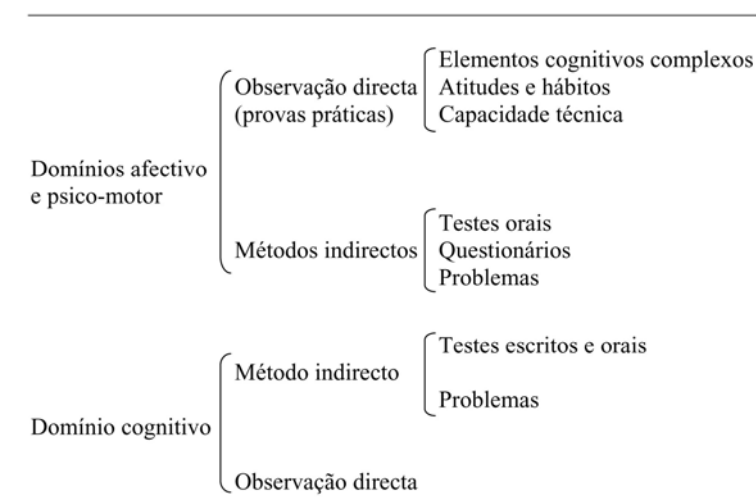 Elementos cognitivos complexos
Observação directa
Atitudes e hábitos
(provas práticas)
Capacidade técnica
Domínios afectivo
e psico-motor
Testes orais
Métodos indirectos
Questionários
Problemas
Testes escritos e orais
Método indirecto
Problemas
Domínio cognitivo
Observação directa